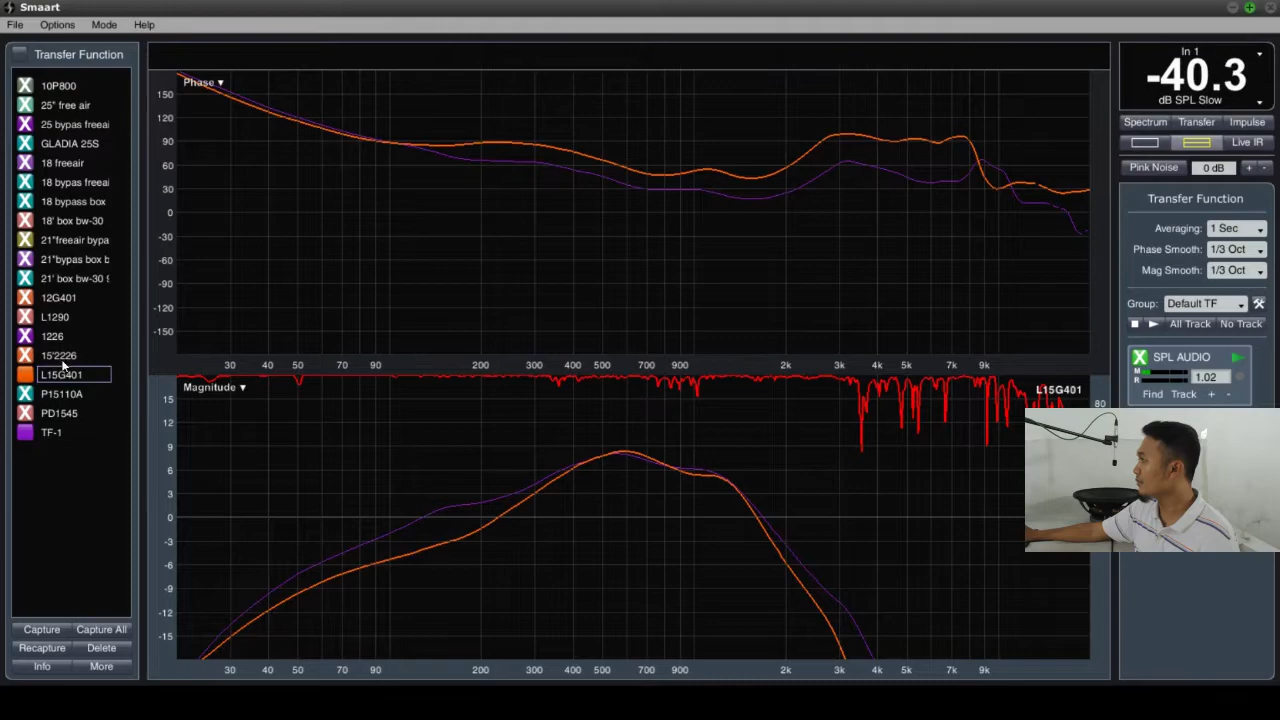 Smaart
File Options Mode Help
Transfer Function
10P800
25" free air
25 bypas freeai
GLADIA 25S
18 freeair
18 bypas freeai
18 bypass box
18' box bw-30
21"freeair bypa
21"bypas box b
21' box bw-30
12G401
L1290
1226
15'2226
L15G401
P15110A
PD1545
TF-1
Capture Capture All
Recapture Delete
Info More
Phase ▾
150
120
90
60
30
0
-30
-60
-90
-120
-150
30 40 50 70 90 200 300 400 500 700 900 2k 3k 4k 5k 7k 9k
Magnitude ▾
L15G401
80
15
12
9
6
3
0
-3
-6
-9
-12
-15
30 40 50 70 90 200 300 400 500 700 900 2k 3k 4k 5k 7k 9k
In 1
-40.3
dB SPL Slow
Spectrum Transfer Impulse
Live IR
Pink Noise 0 dB + -
Transfer Function
Averaging: 1 Sec
Phase Smooth: 1/3 Oct
Mag Smooth: 1/3 Oct
Group: Default TF
All Track No Track
SPL AUDIO
M
R
1.02
Find Track + -